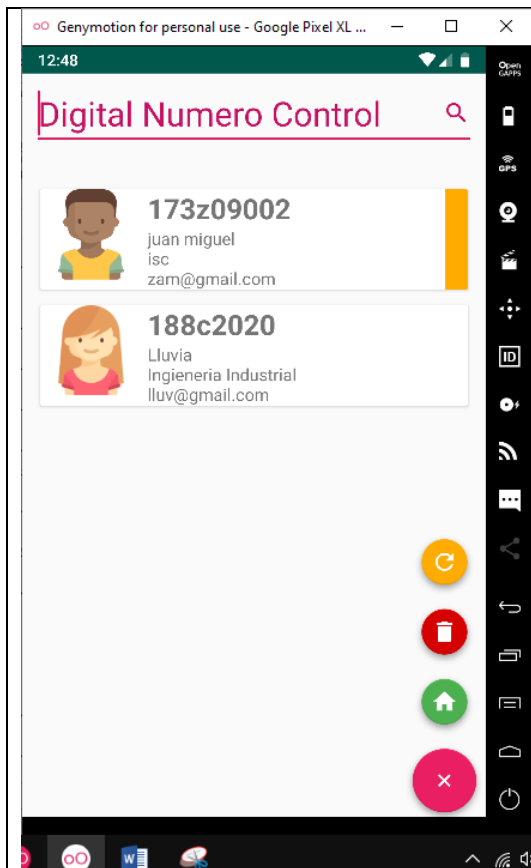 Genymotion for personal use - Google Pixel XL ...
12:48
Open
GAPPS
Digital Numero Control
GPS
173z09002
juan miguel
isc
zam@gmail.com
188c2020
Lluvia
Ingieneria Industrial
lluv@gmail.com
ID